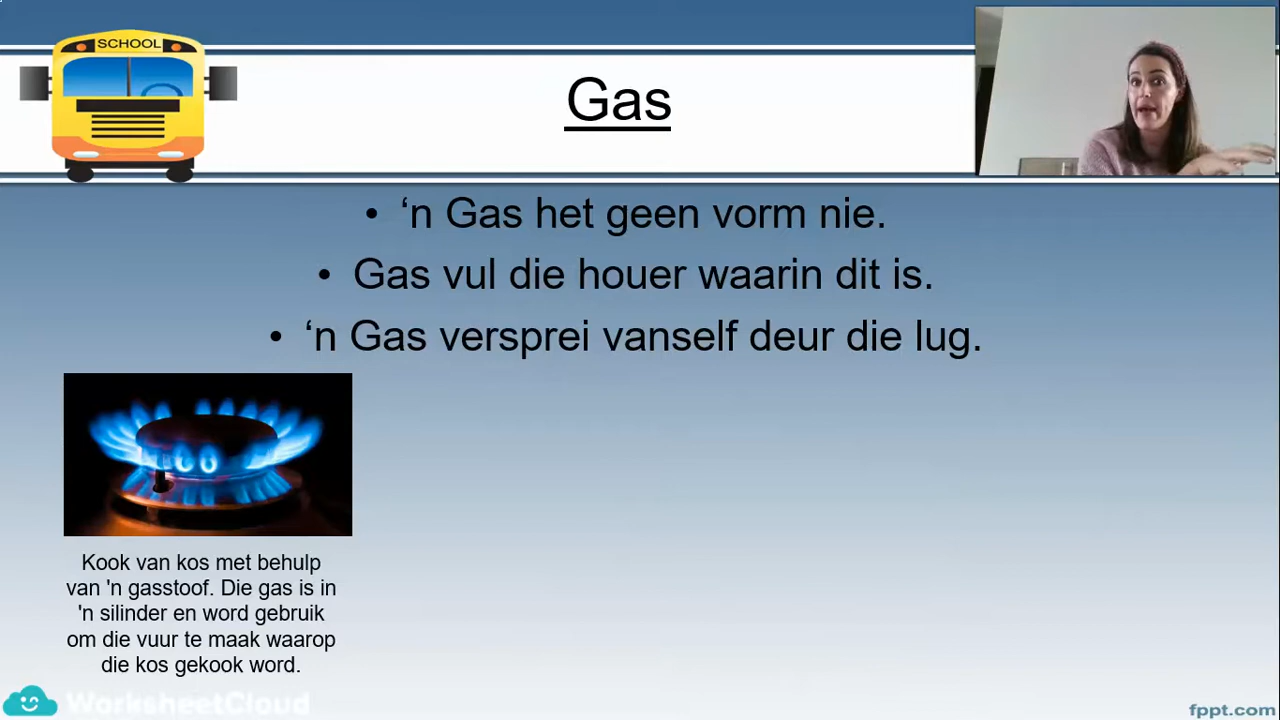 SCHOOL
Gas
• ‘n Gas het geen vorm nie.
• Gas vul die houer waarin dit is.
• ‘n Gas versprei vanself deur die lug.
Kook van kos met behulp
van 'n gasstoof. Die gas is in
'n silinder en word gebruik
om die vuur te maak waarop
die kos gekook word.
WorksheetCloud
fppt.com